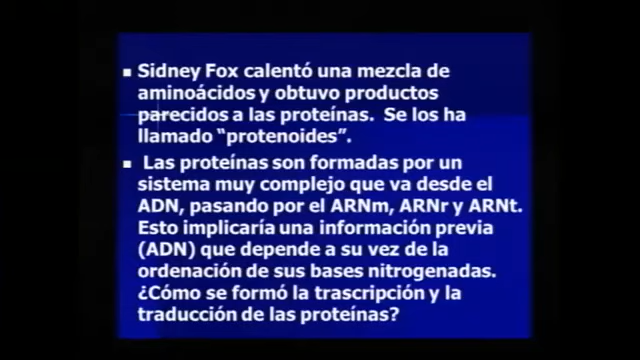 Sidney Fox calentó una mezcla de
aminoácidos y obtuvo productos
parecidos a las proteínas.  Se los ha
llamado “protenoides”.
Las proteínas son formadas por un
sistema muy complejo que va desde el
ADN, pasando por el ARNm, ARNr y ARNt.
Esto implicaría una información previa
(ADN) que depende a su vez de la
ordenación de sus bases nitrogenadas.
¿Cómo se formó la trascripción y la
traducción de las proteínas?